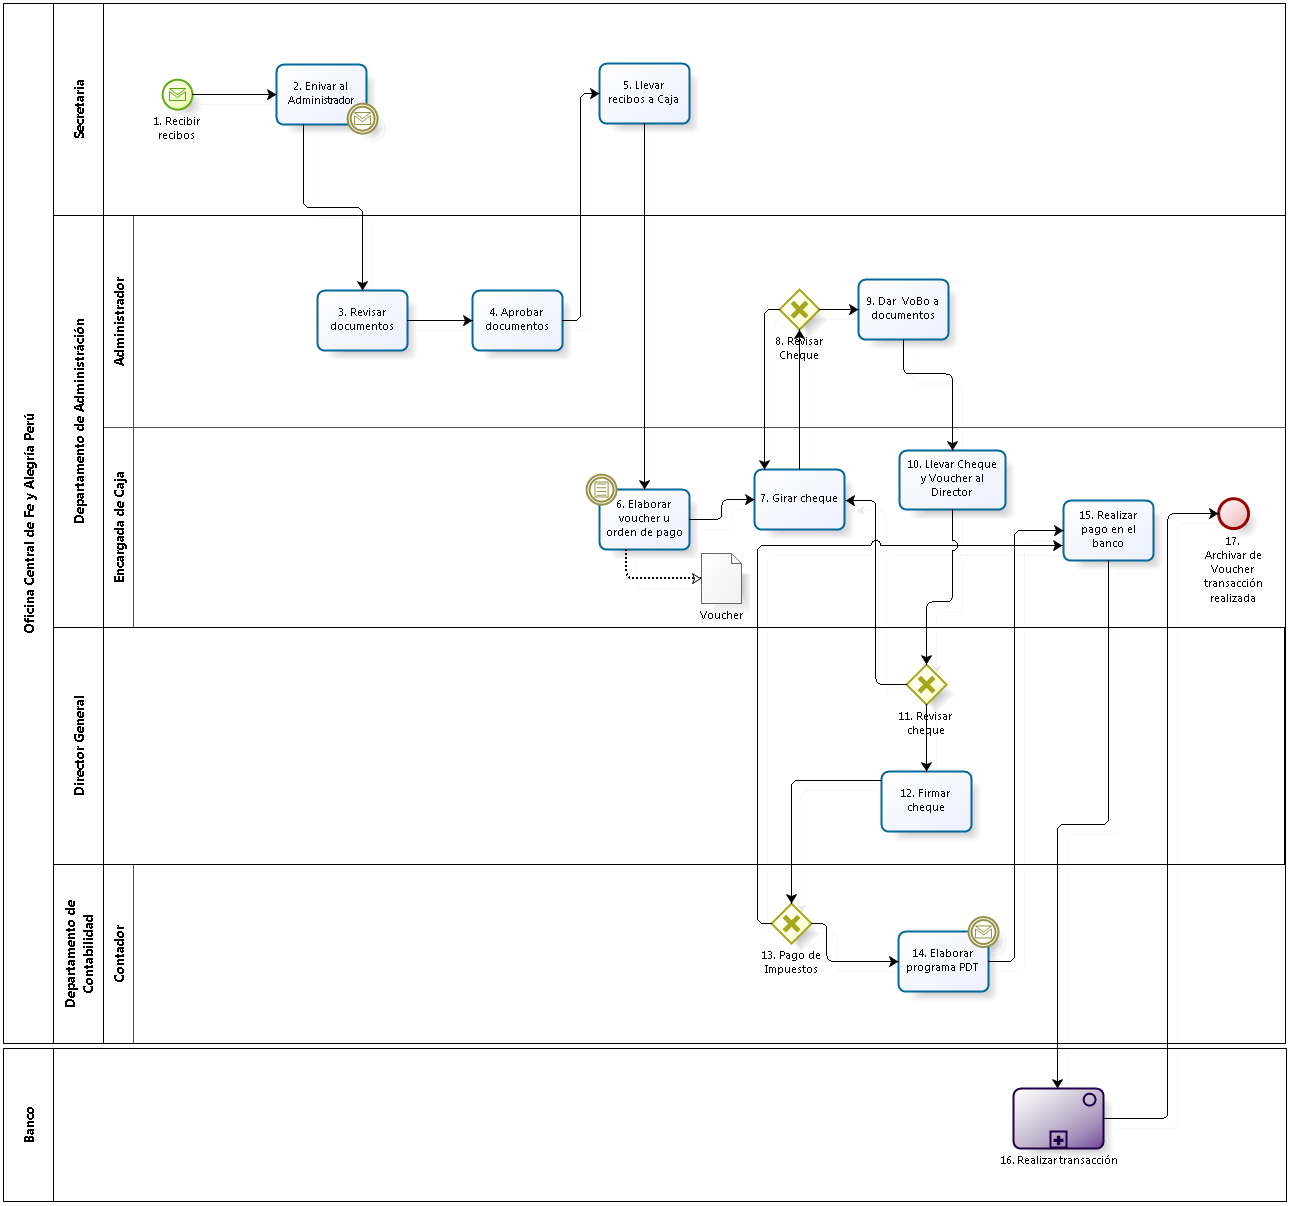 Oficina Central de Fe y Alegría Perú
Secretaria
1. Recibir
recibos
2. Enivar al
Administrador
5. Llevar
recibos a Caja
Departamento de Administráción
Administrador
3. Revisar
documentos
4. Aprobar
documentos
8. Revisar
Cheque
9. Dar VoBo a
documentos
Encargada de Caja
6. Elaborar
voucher u
orden de pago
Voucher
7. Girar cheque
10. Llevar Cheque
y Voucher al
Director
15. Realizar
pago en el
banco
17.
Archivar de
Voucher
transacción
realizada
Director General
11. Revisar
cheque
12. Firmar
cheque
Departamento de
Contabilidad
Contador
13. Pago de
Impuestos
14. Elaborar
programa PDT
Banco
16. Realizar transacción